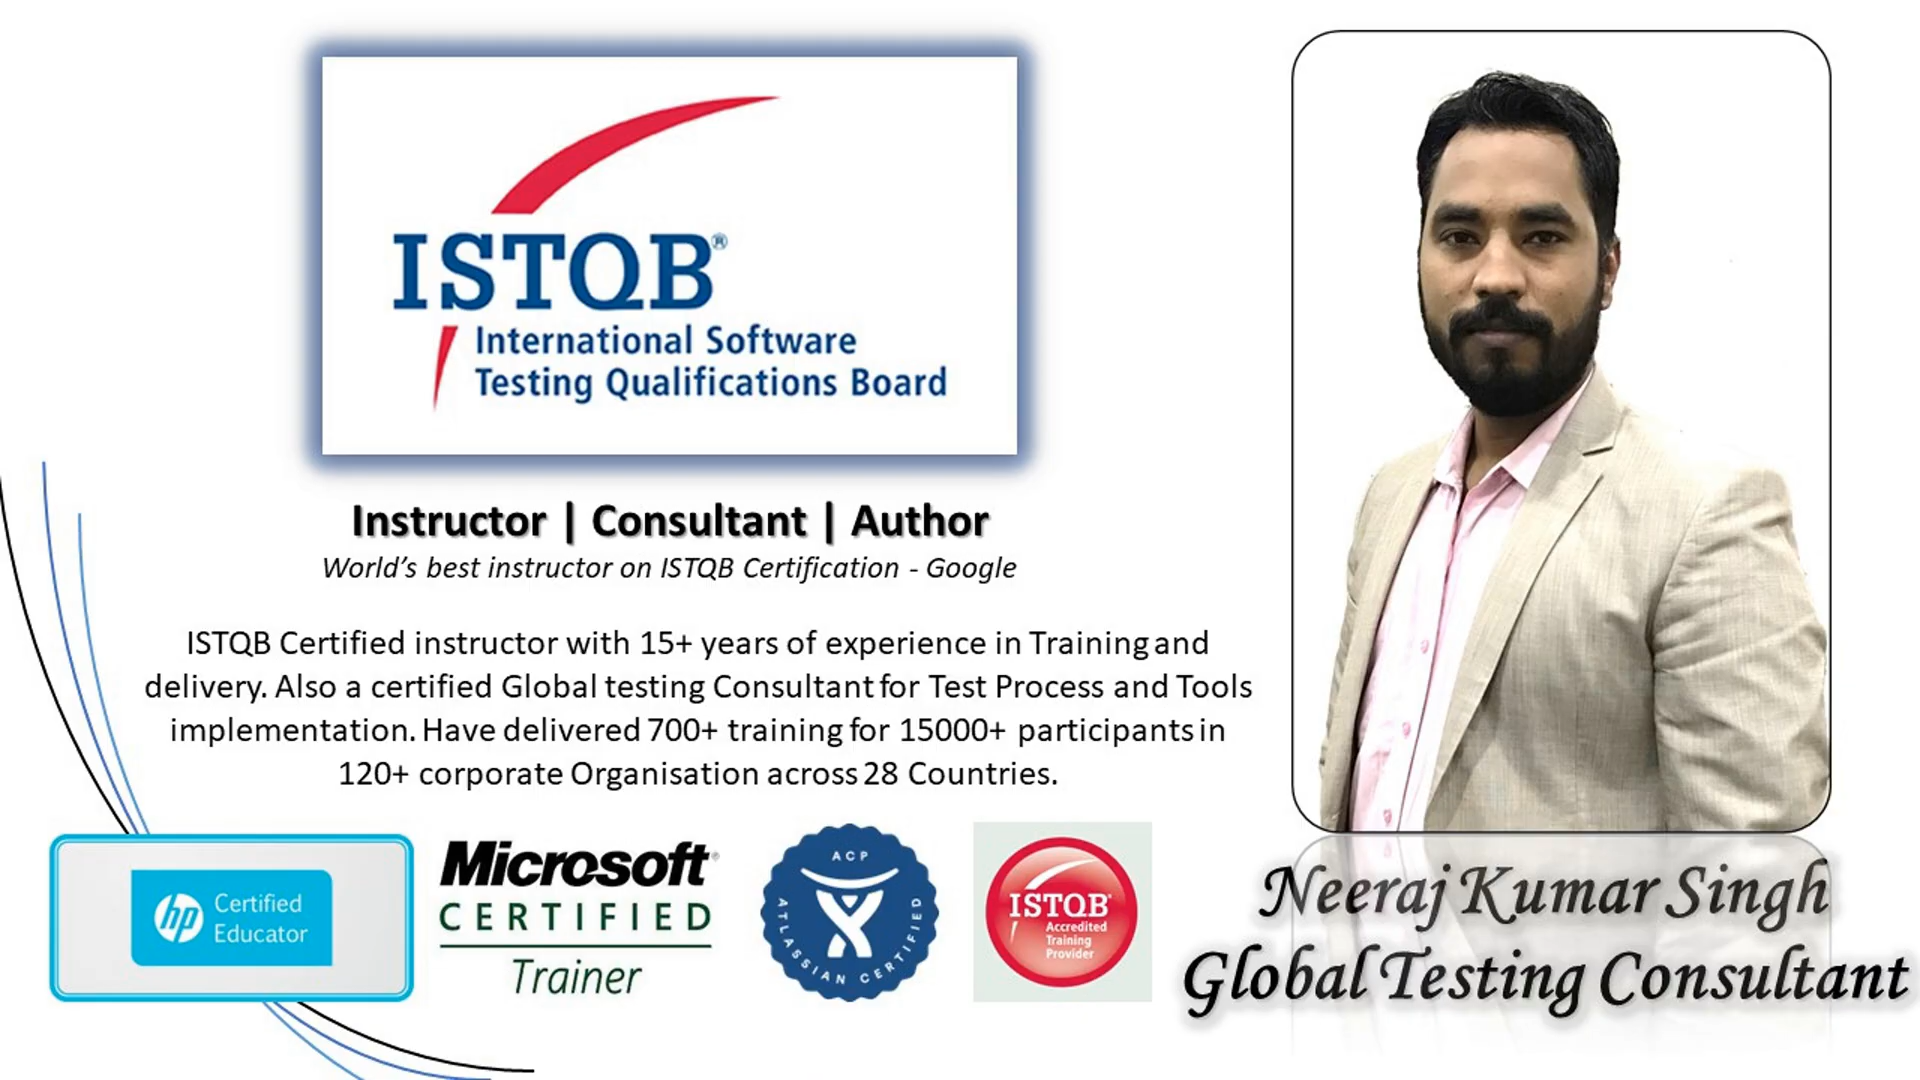 ISTQB®
International Software
Testing Qualifications Board
Instructor | Consultant | Author
World's best instructor on ISTQB Certification - Google
ISTQB Certified instructor with 15+ years of experience in Training and
delivery. Also a certified Global testing Consultant for Test Process and Tools
implementation. Have delivered 700+ training for 15000+ participants in
120+ corporate Organisation across 28 Countries.
hp Certified
Educator
Microsoft®
CERTIFIED
Trainer
ACP
ATLASSIAN CERTIFIED
ISTQB®
Accredited
Training
Provider
Neeraj Kumar Singh
Global Testing Consultant